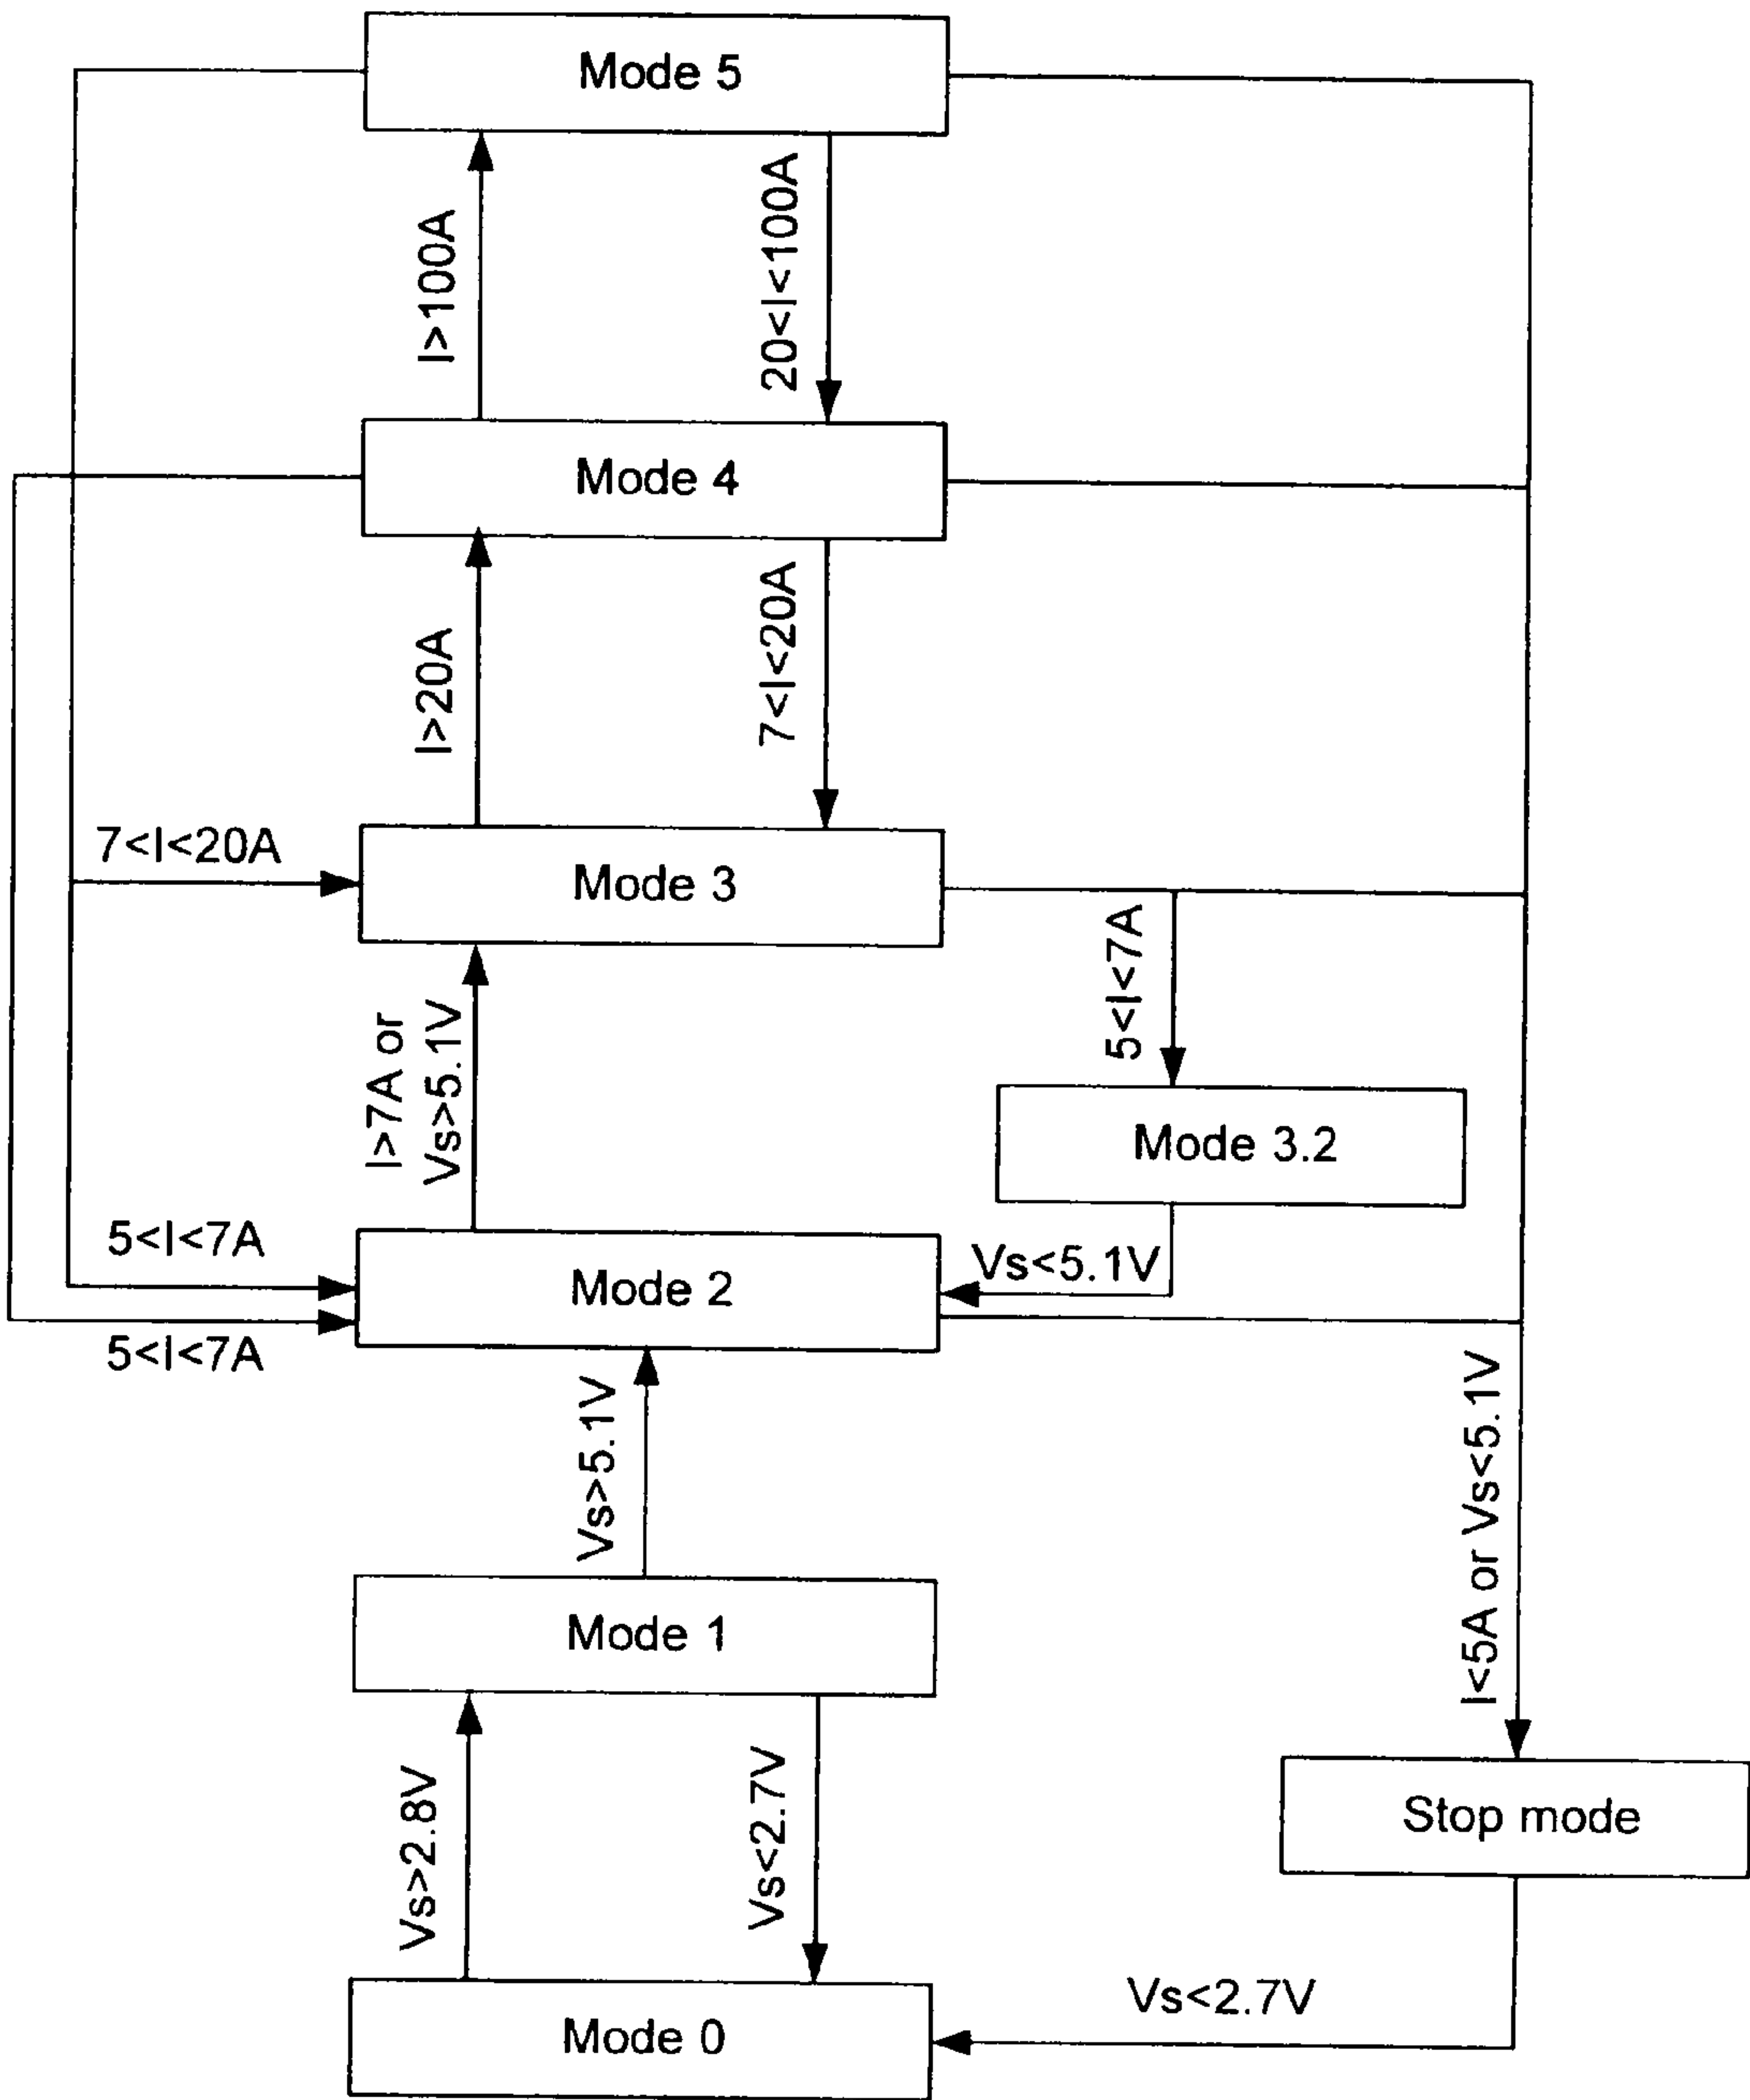 Mode 5
I>100A
20<I<100A
Mode 4
I>20A
7<I<20A
7<I<20A
Mode 3
I>7A or
Vs>5.1V
5<I<7A
Mode 3.2
5<I<7A
Mode 2
Vs<5.1V
5<I<7A
Vs>5.1V
I<5A or Vs<5.1V
Mode 1
Vs>2.8V
Vs<2.7V
Stop mode
Mode 0
Vs<2.7V